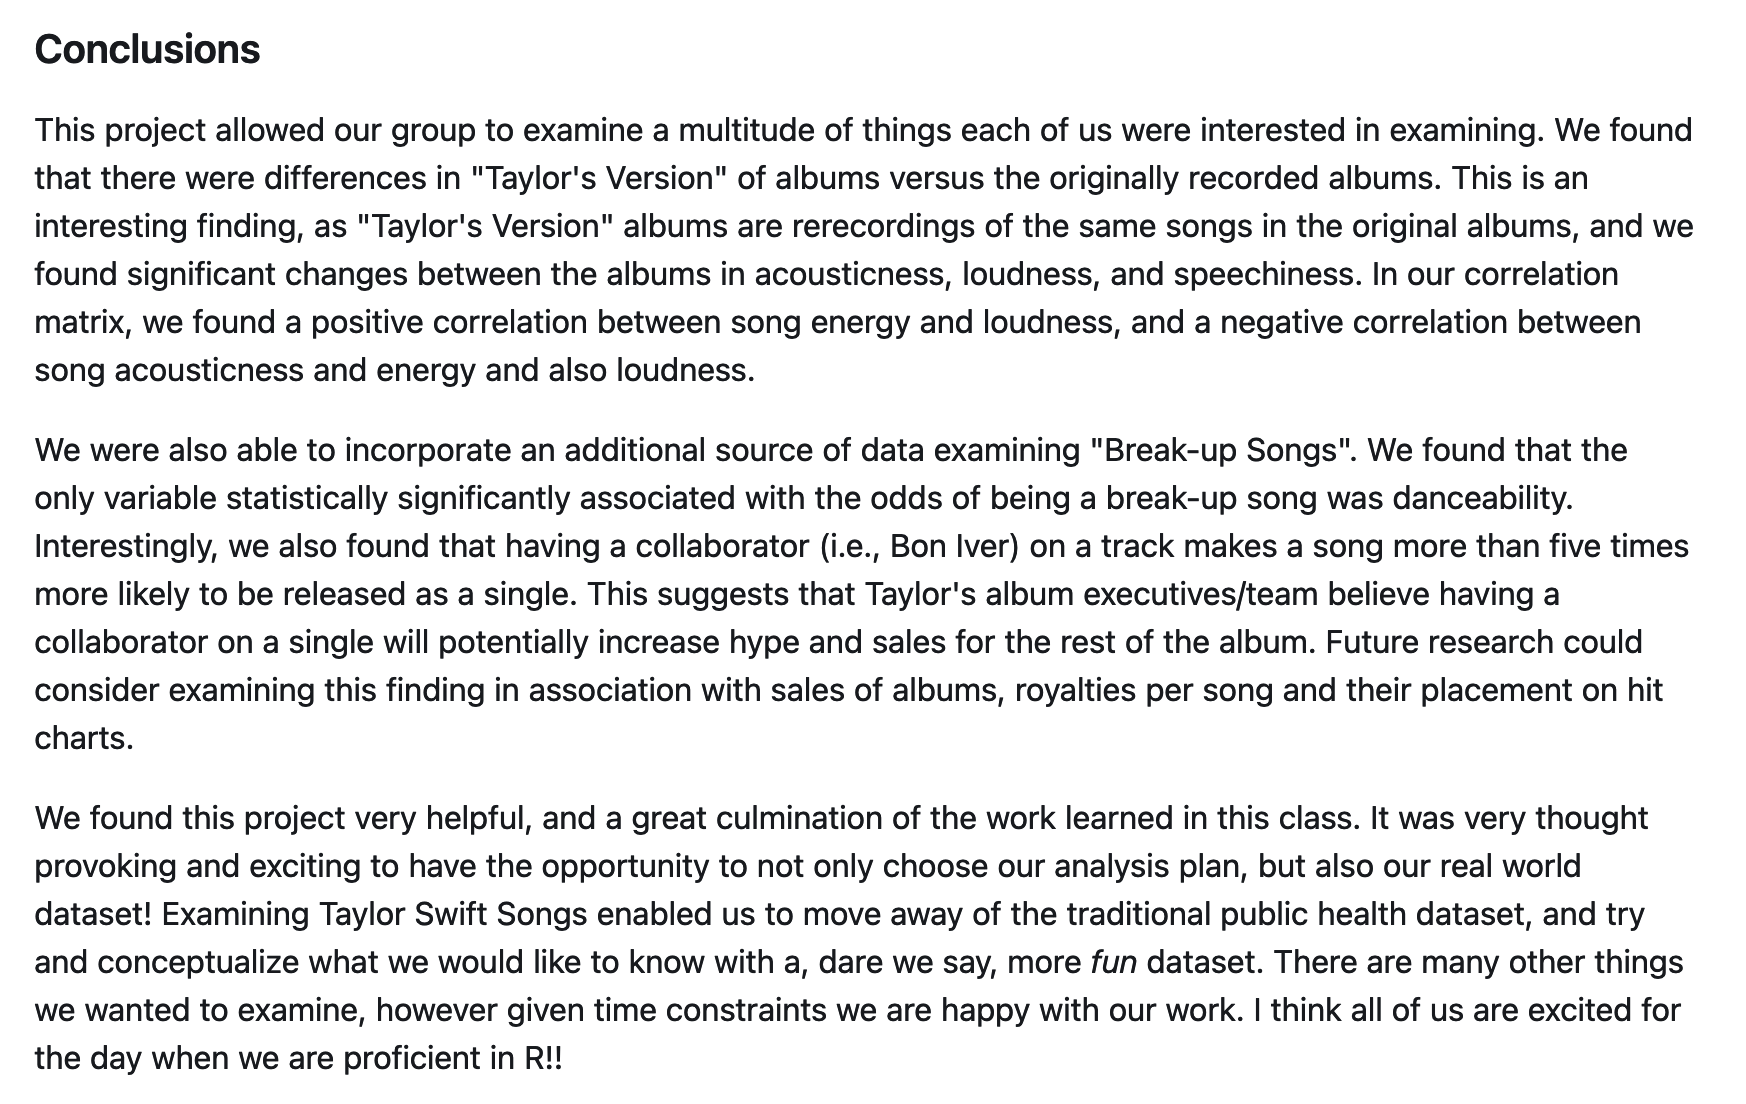 Conclusions
This project allowed our group to examine a multitude of things each of us were interested in examining. We found
that there were differences in "Taylor's Version" of albums versus the originally recorded albums. This is an
interesting finding, as "Taylor's Version" albums are rerecordings of the same songs in the original albums, and we
found significant changes between the albums in acousticness, loudness, and speechiness. In our correlation
matrix, we found a positive correlation between song energy and loudness, and a negative correlation between
song acousticness and energy and also loudness.
We were also able to incorporate an additional source of data examining "Break-up Songs". We found that the
only variable statistically significantly associated with the odds of being a break-up song was danceability.
Interestingly, we also found that having a collaborator (i.e., Bon Iver) on a track makes a song more than five times
more likely to be released as a single. This suggests that Taylor's album executives/team believe having a
collaborator on a single will potentially increase hype and sales for the rest of the album. Future research could
consider examining this finding in association with sales of albums, royalties per song and their placement on hit
charts.
We found this project very helpful, and a great culmination of the work learned in this class. It was very thought
provoking and exciting to have the opportunity to not only choose our analysis plan, but also our real world
dataset! Examining Taylor Swift Songs enabled us to move away of the traditional public health dataset, and try
and conceptualize what we would like to know with a, dare we say, more fun dataset. There are many other things
we wanted to examine, however given time constraints we are happy with our work. I think all of us are excited for
the day when we are proficient in R!!